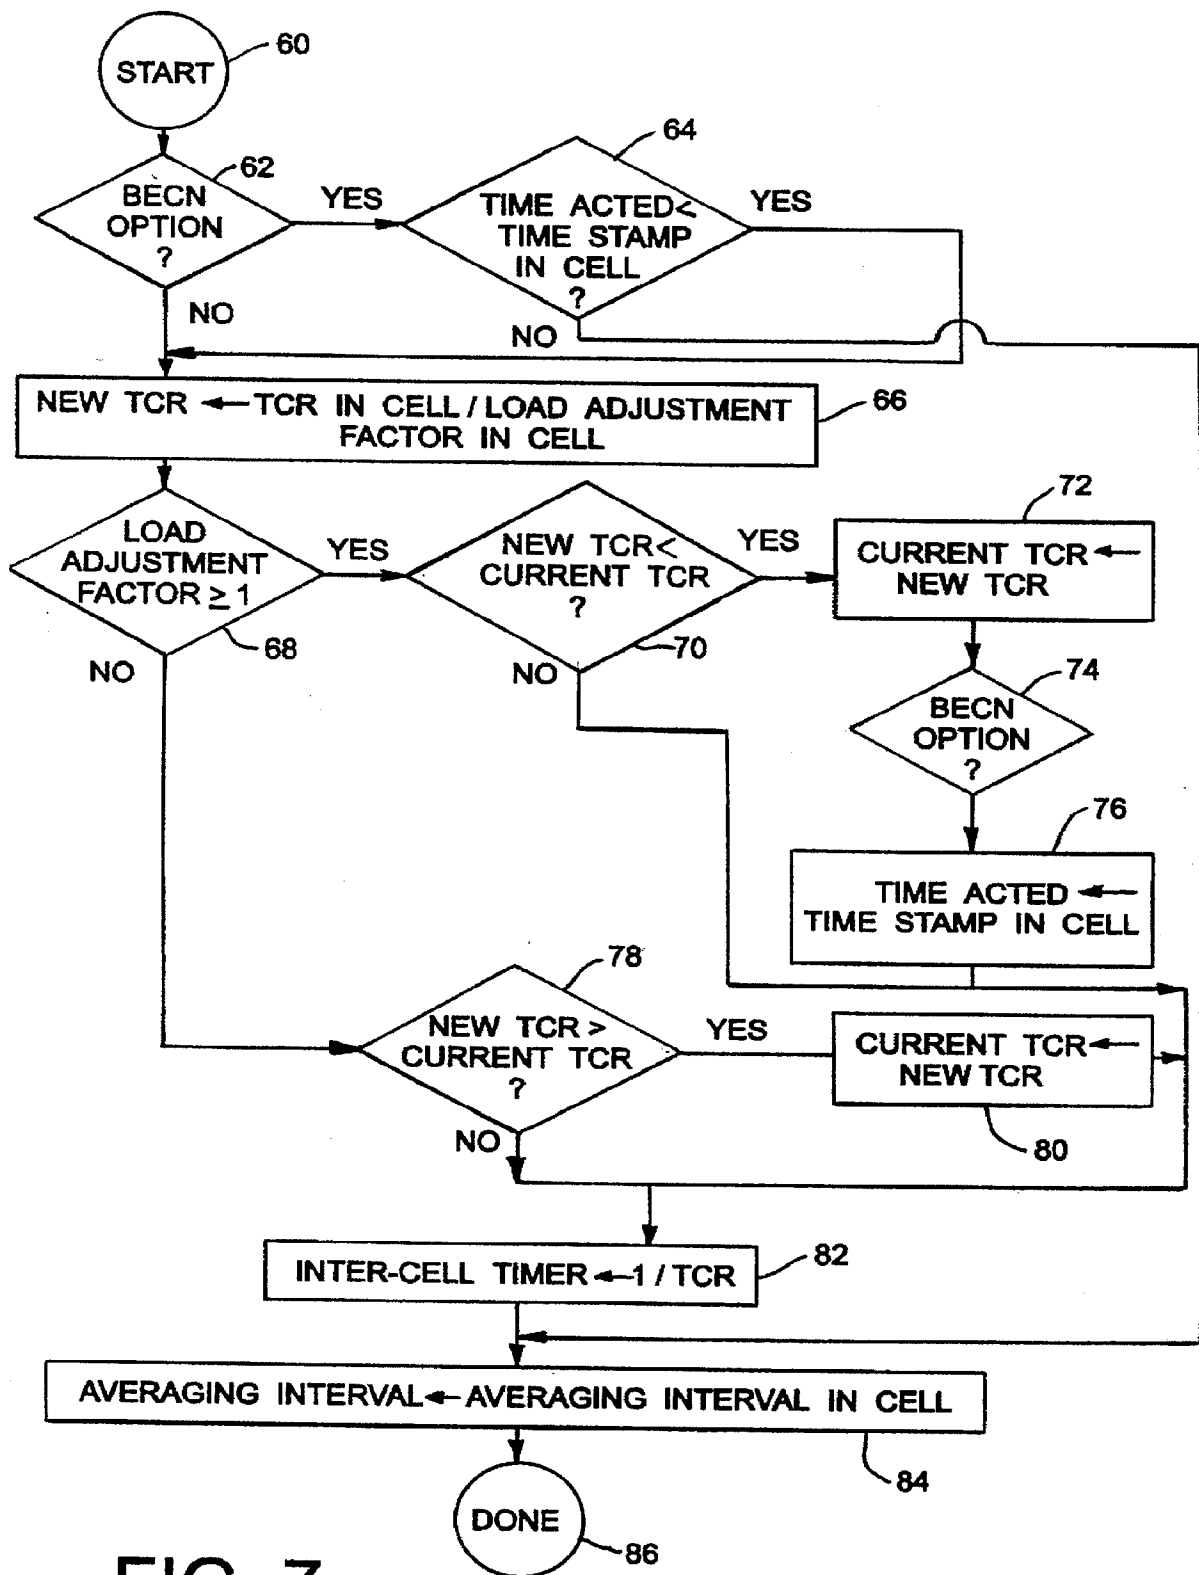 START
60
BECN
OPTION
?
62
YES
NO
TIME ACTED<
TIME STAMP
IN CELL
?
64
YES
NO
NEW TCR ← TCR IN CELL / LOAD ADJUSTMENT
FACTOR IN CELL
66
LOAD
ADJUSTMENT
FACTOR ≥ 1
68
YES
NO
NEW TCR<
CURRENT TCR
?
70
YES
NO
CURRENT TCR←
NEW TCR
72
BECN
OPTION
?
74
TIME ACTED ←
TIME STAMP IN CELL
76
NEW TCR >
CURRENT TCR
?
78
YES
NO
CURRENT TCR←
NEW TCR
80
INTER-CELL TIMER ← 1 / TCR
82
AVERAGING INTERVAL ← AVERAGING INTERVAL IN CELL
84
DONE
86
FIG.